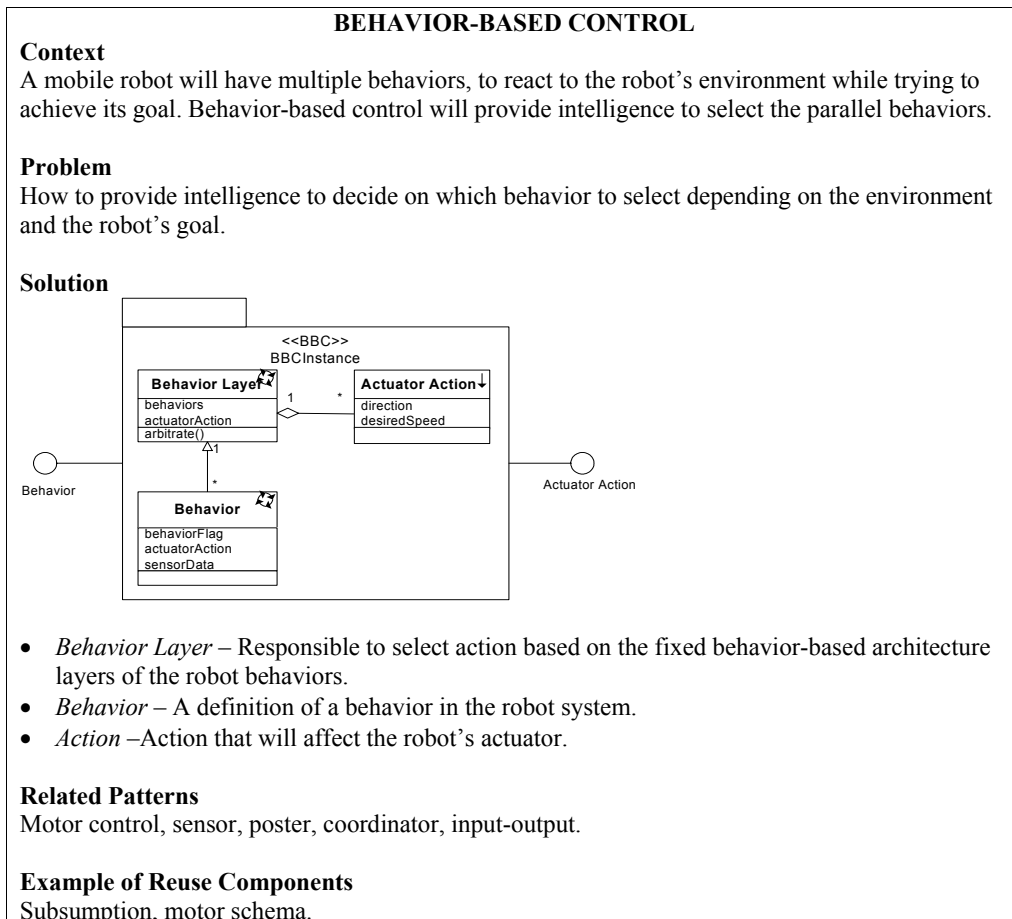 BEHAVIOR-BASED CONTROL
Context
A mobile robot will have multiple behaviors, to react to the robot's environment while trying to
achieve its goal. Behavior-based control will provide intelligence to select the parallel behaviors.
Problem
How to provide intelligence to decide on which behavior to select depending on the environment
and the robot's goal.
Solution
<<BBC>>
BBCInstance
Behavior Layer
behaviors
actuatorAction
arbitrate()
1
*
Actuator Action
direction
desiredSpeed
1
*
Behavior
behaviorFlag
actuatorAction
sensorData
Behavior
Actuator Action
• Behavior Layer – Responsible to select action based on the fixed behavior-based architecture
layers of the robot behaviors.
• Behavior – A definition of a behavior in the robot system.
• Action –Action that will affect the robot's actuator.
Related Patterns
Motor control, sensor, poster, coordinator, input-output.
Example of Reuse Components
Subsumption, motor schema.